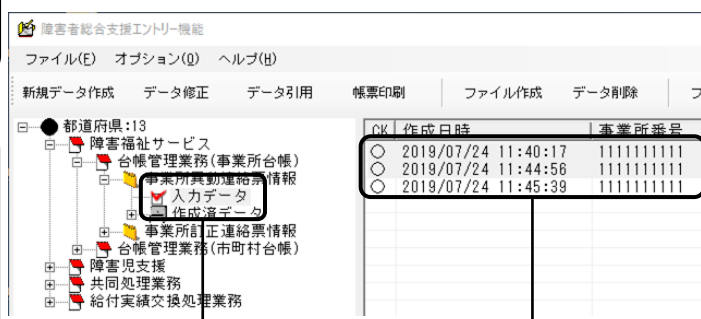 障害者総合支援エントリー機能
ファイル(F) オプション(O) ヘルプ(H)
新規データ作成 データ修正 データ引用 帳票印刷 ファイル作成 データ削除 フ
都道府県:13
障害福祉サービス
台帳管理業務(事業所台帳)
事業所異動連絡票情報
入力データ
作成済データ
事業所訂正連絡票情報
台帳管理業務(市町村台帳)
障害児支援
共同処理業務
給付実績交換処理業務
CK 作成日時 事業所番号
2019/07/24 11:40:17 1111111111
2019/07/24 11:44:56 1111111111
2019/07/24 11:45:39 1111111111